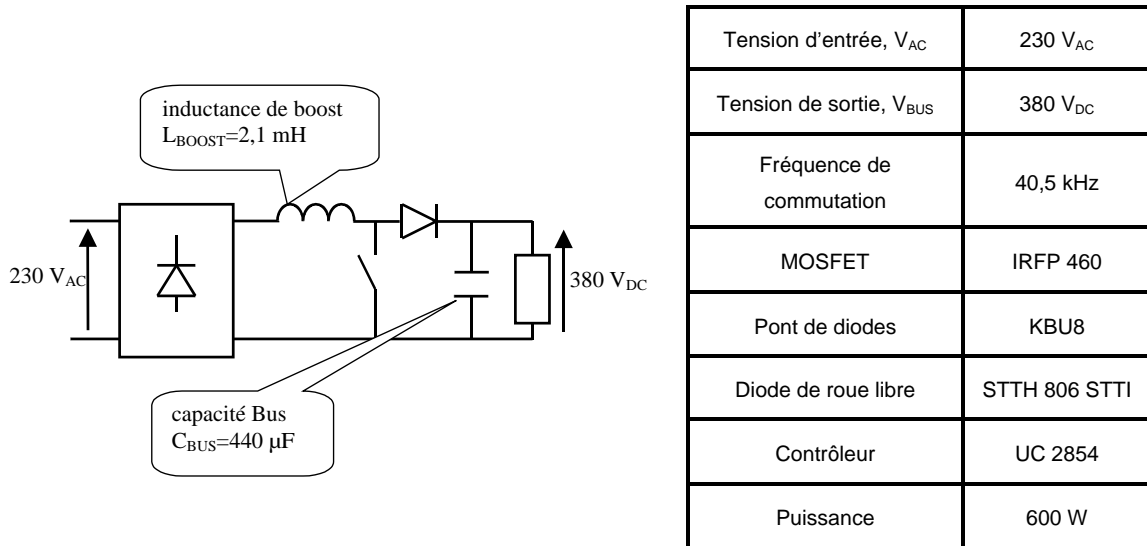 inductance de boost
L_BOOST=2,1 mH
230 V_AC
380 V_DC
capacité Bus
C_BUS=440 µF
Tension d'entrée, V_AC 230 V_AC
Tension de sortie, V_BUS 380 V_DC
Fréquence de
commutation 40,5 kHz
MOSFET IRFP 460
Pont de diodes KBU8
Diode de roue libre STTH 806 STTI
Contrôleur UC 2854
Puissance 600 W